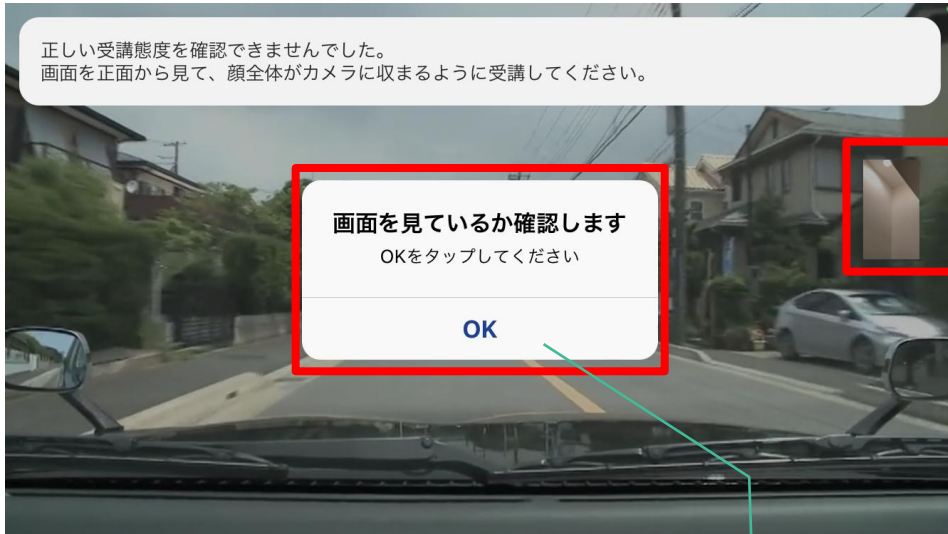 正しい受講態度を確認できませんでした。
画面を正面から見て、顔全体がカメラに収まるように受講してください。
画面を見ているか確認します
OKをタップしてください
OK